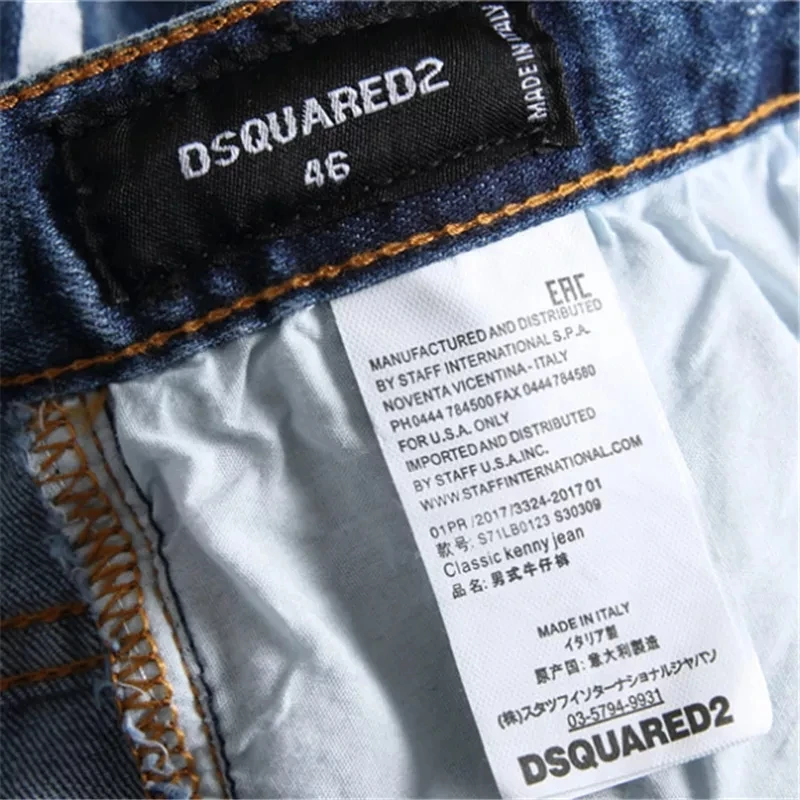 DSQUARED2
46
MADE IN ITALY
EAC
MANUFACTURED AND DISTRIBUTED
BY STAFF INTERNATIONAL S.P.A.
NOVENTA VICENTINA - ITALY
PH 0444 784500 FAX 0444 784580
FOR U.S.A. ONLY
IMPORTED AND DISTRIBUTED
BY STAFF U.S.A.INC.
WWW.STAFFINTERNATIONAL.COM
01PR / 2017/3324-2017 01
款号: S71LB0123 S30309
Classic kenny jean
品名: 男式牛仔裤
MADE IN ITALY
イタリア製
原产国: 意大利製造
(株)スタッフインターナショナルジャパン
03-5794-9931
DSQUARED2